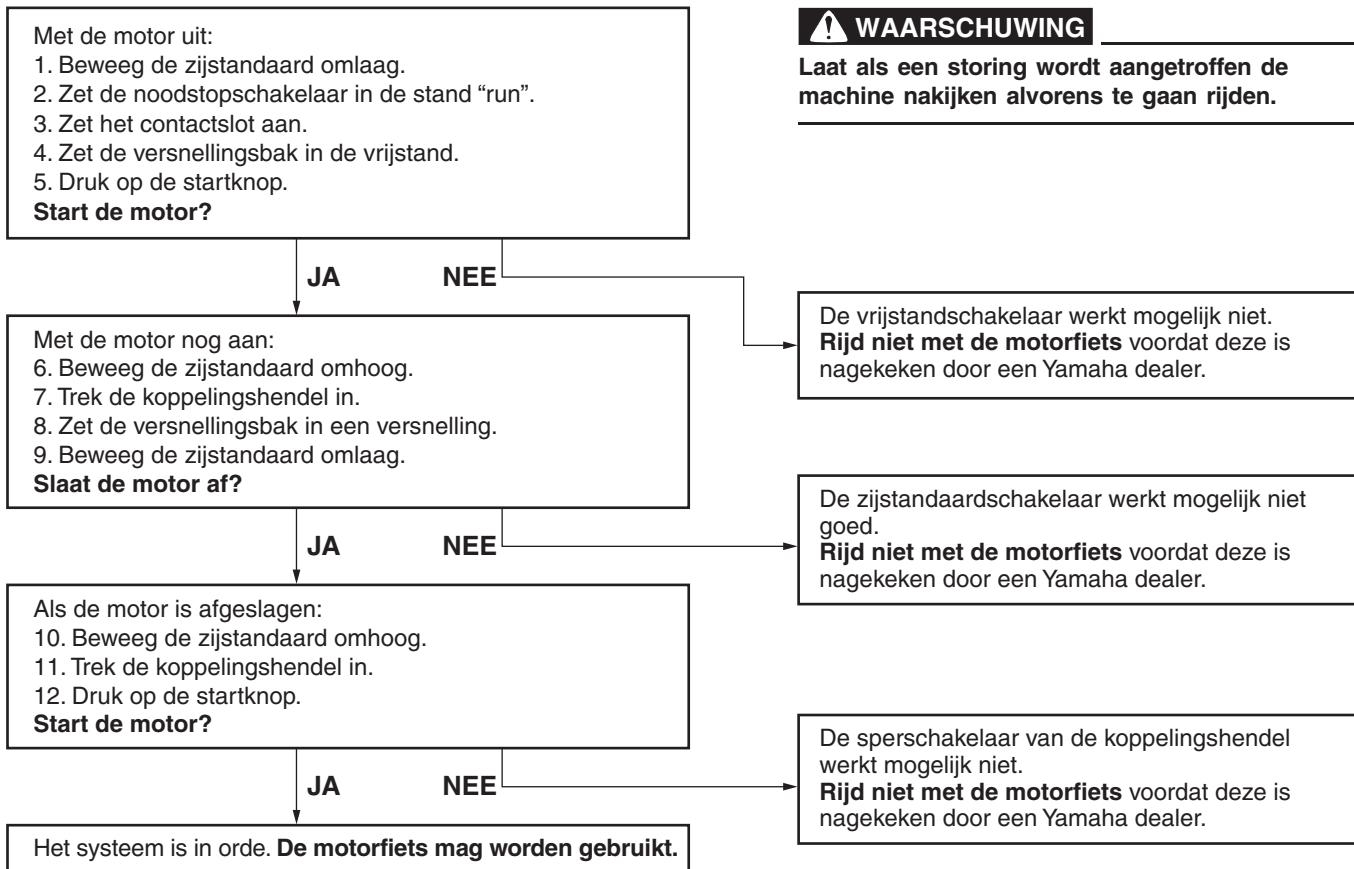 Met de motor uit:
1. Beweeg de zijstandaard omlaag.
2. Zet de noodstopschakelaar in de stand “run”.
3. Zet het contactslot aan.
4. Zet de versnellingsbak in de vrijstand.
5. Druk op de startknop.
Start de motor?
WAARSCHUWING
Laat als een storing wordt aangetroffen de
machine nakijken alvorens te gaan rijden.
JA
NEE
De vrijstandschakelaar werkt mogelijk niet.
Rijd niet met de motorfiets voordat deze is
nagekeken door een Yamaha dealer.
Met de motor nog aan:
6. Beweeg de zijstandaard omhoog.
7. Trek de koppelingshendel in.
8. Zet de versnellingsbak in een versnelling.
9. Beweeg de zijstandaard omlaag.
Slaat de motor af?
JA
NEE
De zijstandaardschakelaar werkt mogelijk niet
goed.
Rijd niet met de motorfiets voordat deze is
nagekeken door een Yamaha dealer.
Als de motor is afgeslagen:
10. Beweeg de zijstandaard omhoog.
11. Trek de koppelingshendel in.
12. Druk op de startknop.
Start de motor?
JA
NEE
De sperschakelaar van de koppelingshendel
werkt mogelijk niet.
Rijd niet met de motorfiets voordat deze is
nagekeken door een Yamaha dealer.
Het systeem is in orde. De motorfiets mag worden gebruikt.